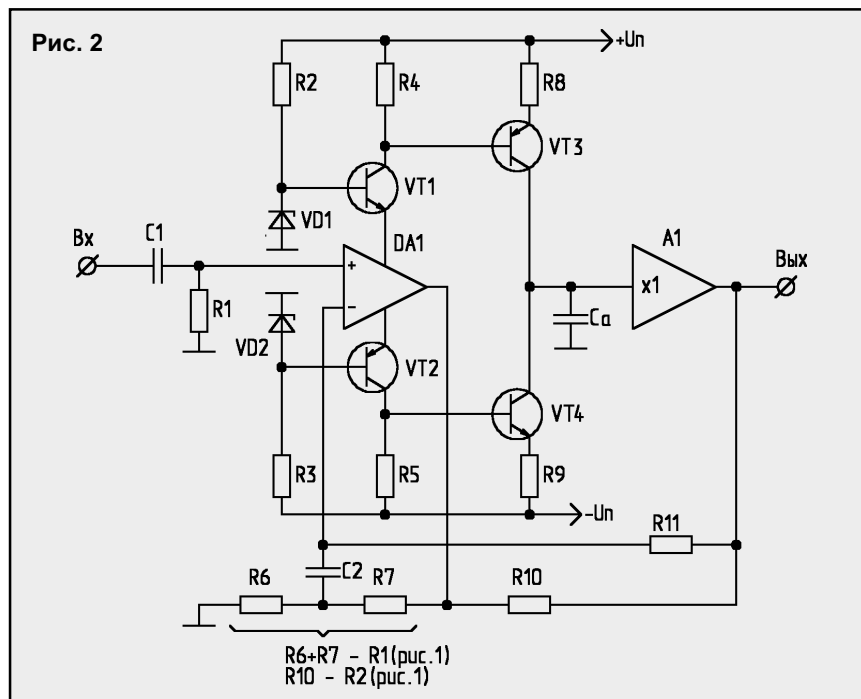 Рис. 2
+Uп
R2
R4
R8
VT3
VT1
VD1
DA1
Вх
C1
A1
Вых
+
x1
R1
−
Ca
VD2
VT2
VT4
R3
R5
R9
−Uп
R11
C2
R6
R7
R10
R6+R7 – R1(рис.1)
R10 – R2(рис.1)